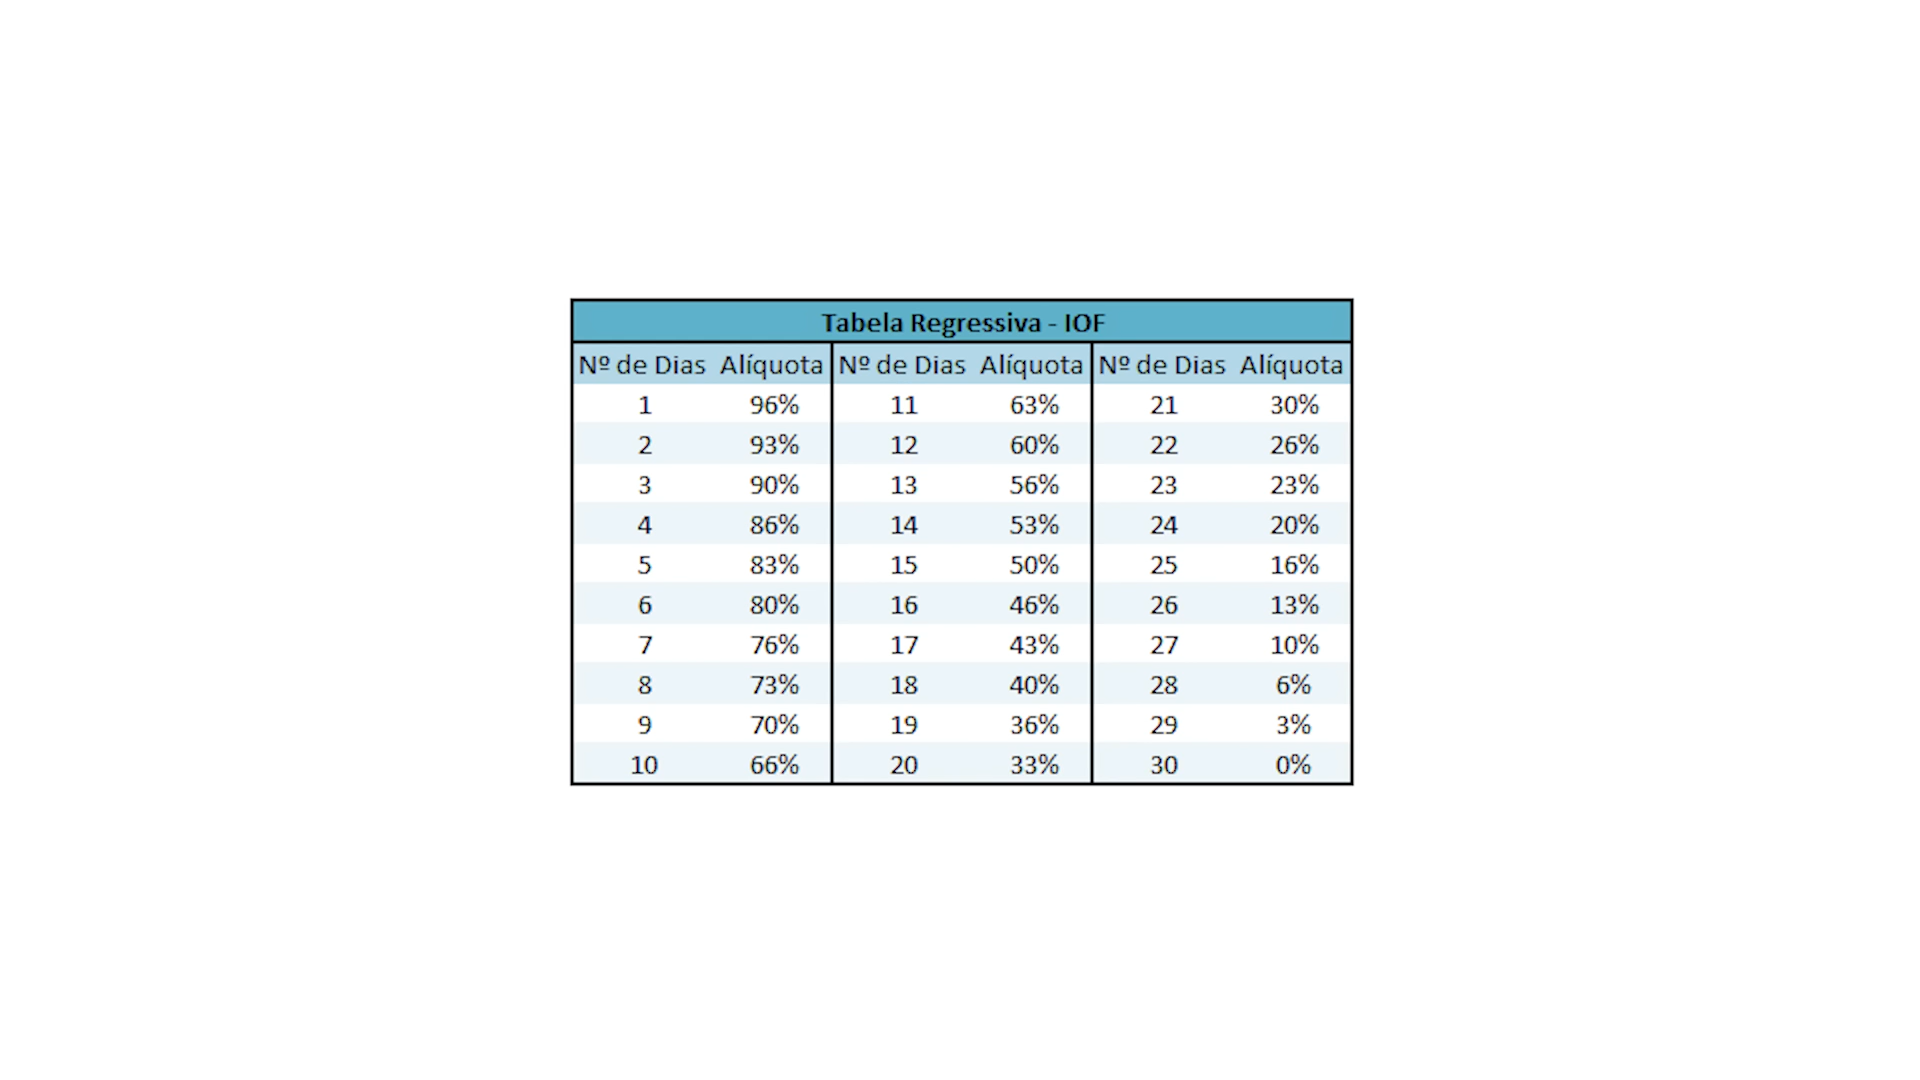 Tabela Regressiva - IOF
Nº de Dias Alíquota Nº de Dias Alíquota Nº de Dias Alíquota
1 96% 11 63% 21 30%
2 93% 12 60% 22 26%
3 90% 13 56% 23 23%
4 86% 14 53% 24 20%
5 83% 15 50% 25 16%
6 80% 16 46% 26 13%
7 76% 17 43% 27 10%
8 73% 18 40% 28 6%
9 70% 19 36% 29 3%
10 66% 20 33% 30 0%